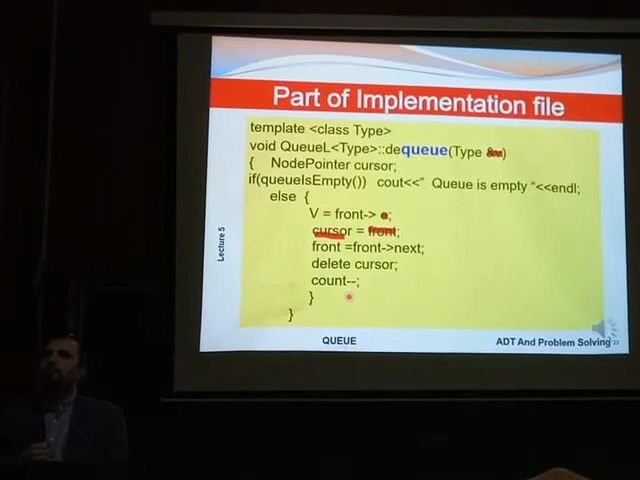 Part of Implementation file
template <class Type>
void QueueL<Type>::dequeue(Type &v)
{ NodePointer cursor;
if(queueIsEmpty()) cout<<” Queue is empty “<<endl;
else {
V = front-> e;
cursor = front;
front =front->next;
delete cursor;
count--;
}
}
Lecture 5
QUEUE
ADT And Problem Solving
22